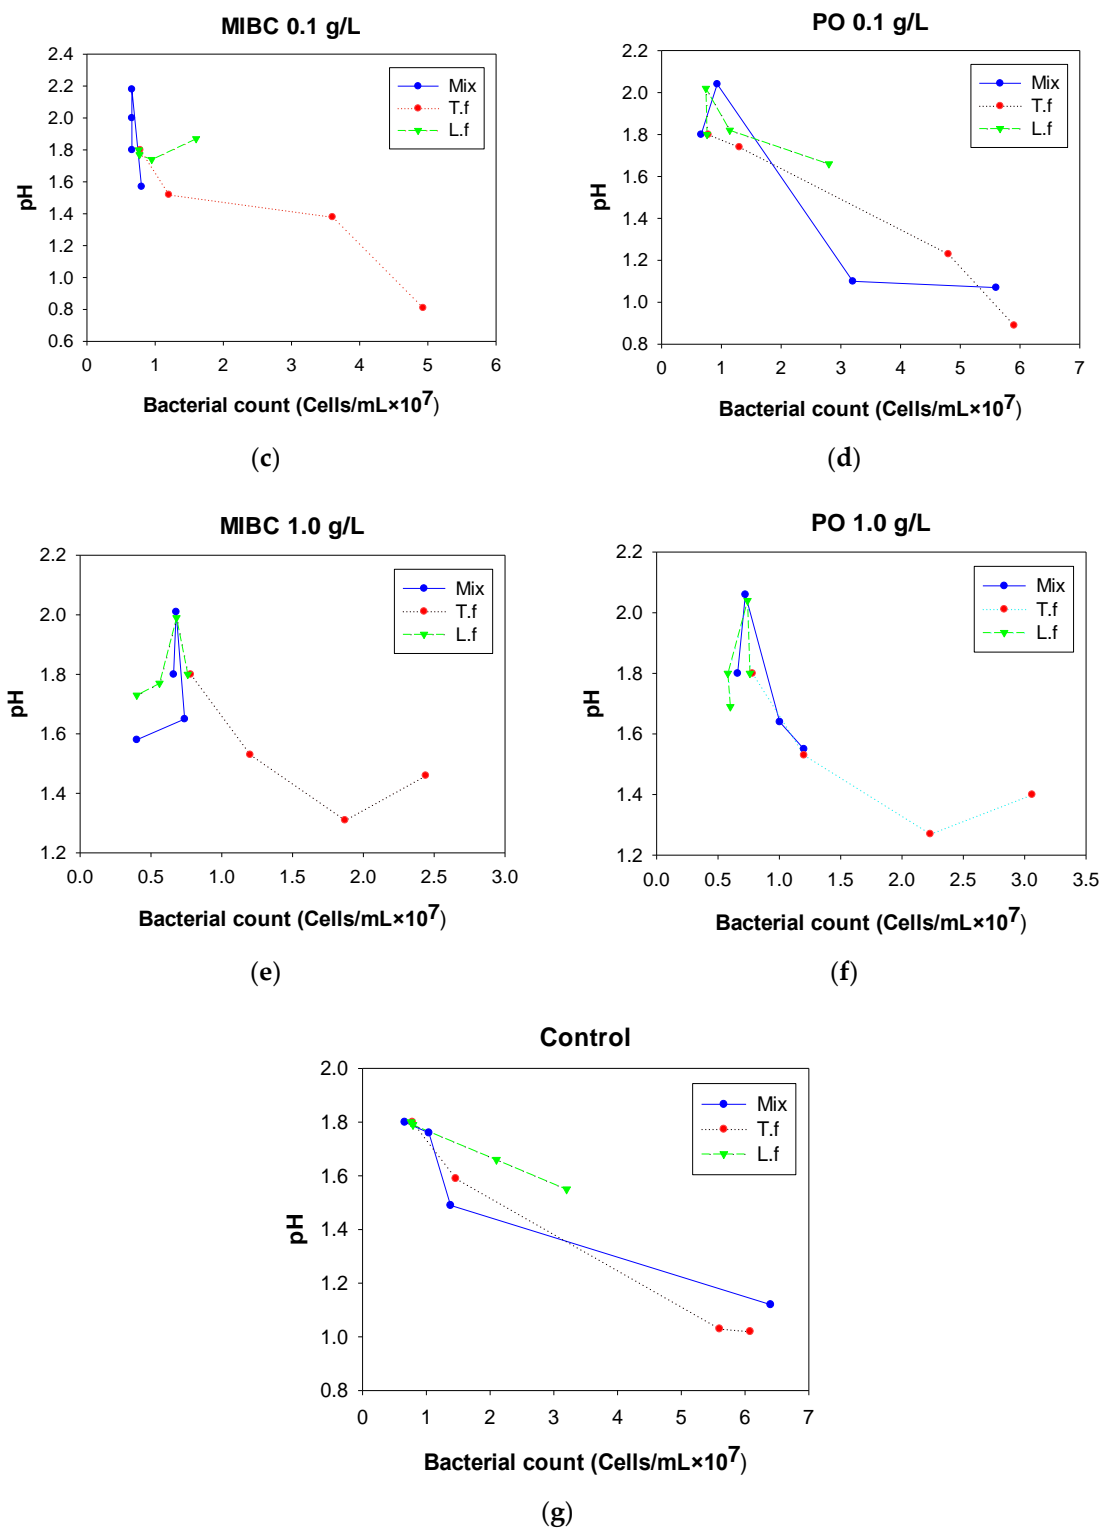 MIBC 0.1 g/L
2.4
2.2
2.0
1.8
1.6
1.4
1.2
1.0
0.8
0.6
pH
Mix
T.f
L.f
0 1 2 3 4 5 6
Bacterial count (Cells/mL×10⁷)
(c)
PO 0.1 g/L
2.2
2.0
1.8
1.6
1.4
1.2
1.0
0.8
pH
Mix
T.f
L.f
0 1 2 3 4 5 6 7
Bacterial count (Cells/mL×10⁷)
(d)
MIBC 1.0 g/L
2.2
2.0
1.8
1.6
1.4
1.2
pH
Mix
T.f
L.f
0.0 0.5 1.0 1.5 2.0 2.5 3.0
Bacterial count (Cells/mL×10⁷)
(e)
PO 1.0 g/L
2.2
2.0
1.8
1.6
1.4
1.2
pH
Mix
T.f
L.f
0.0 0.5 1.0 1.5 2.0 2.5 3.0 3.5
Bacterial count (Cells/mL×10⁷)
(f)
Control
2.0
1.8
1.6
1.4
1.2
1.0
0.8
pH
Mix
T.f
L.f
0 1 2 3 4 5 6 7
Bacterial count (Cells/mL×10⁷)
(g)